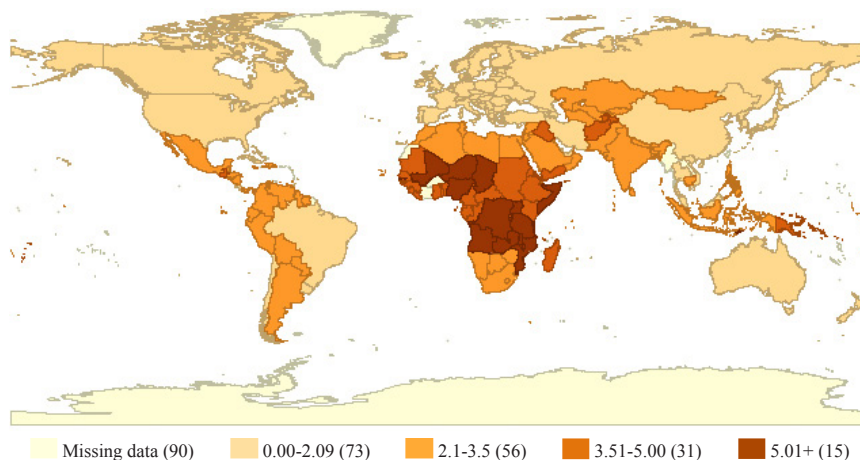 Missing data (90) 0.00-2.09 (73) 2.1-3.5 (56) 3.51-5.00 (31) 5.01+ (15)